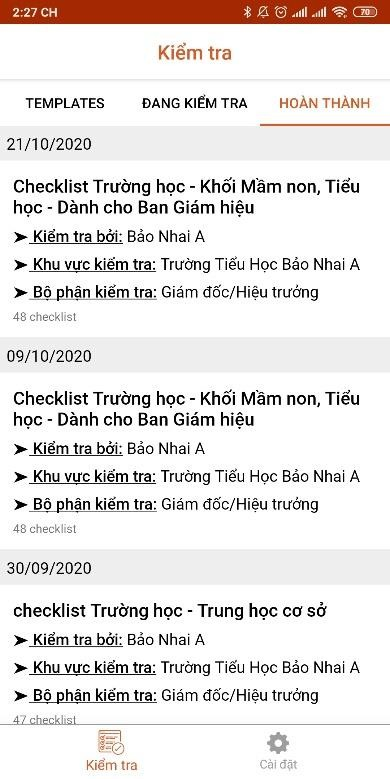 2:27 CH
70
Kiểm tra
TEMPLATES ĐANG KIỂM TRA HOÀN THÀNH
21/10/2020
Checklist Trường học - Khối Mầm non, Tiểu
học - Dành cho Ban Giám hiệu
➤ Kiểm tra bởi: Bảo Nhai A
➤ Khu vực kiểm tra: Trường Tiểu Học Bảo Nhai A
➤ Bộ phận kiểm tra: Giám đốc/Hiệu trưởng
48 checklist
09/10/2020
Checklist Trường học - Khối Mầm non, Tiểu
học - Dành cho Ban Giám hiệu
➤ Kiểm tra bởi: Bảo Nhai A
➤ Khu vực kiểm tra: Trường Tiểu Học Bảo Nhai A
➤ Bộ phận kiểm tra: Giám đốc/Hiệu trưởng
48 checklist
30/09/2020
checklist Trường học - Trung học cơ sở
➤ Kiểm tra bởi: Bảo Nhai A
➤ Khu vực kiểm tra: Trường Tiểu Học Bảo Nhai A
➤ Bộ phận kiểm tra: Giám đốc/Hiệu trưởng
47 checklist
Kiểm tra Cài đặt